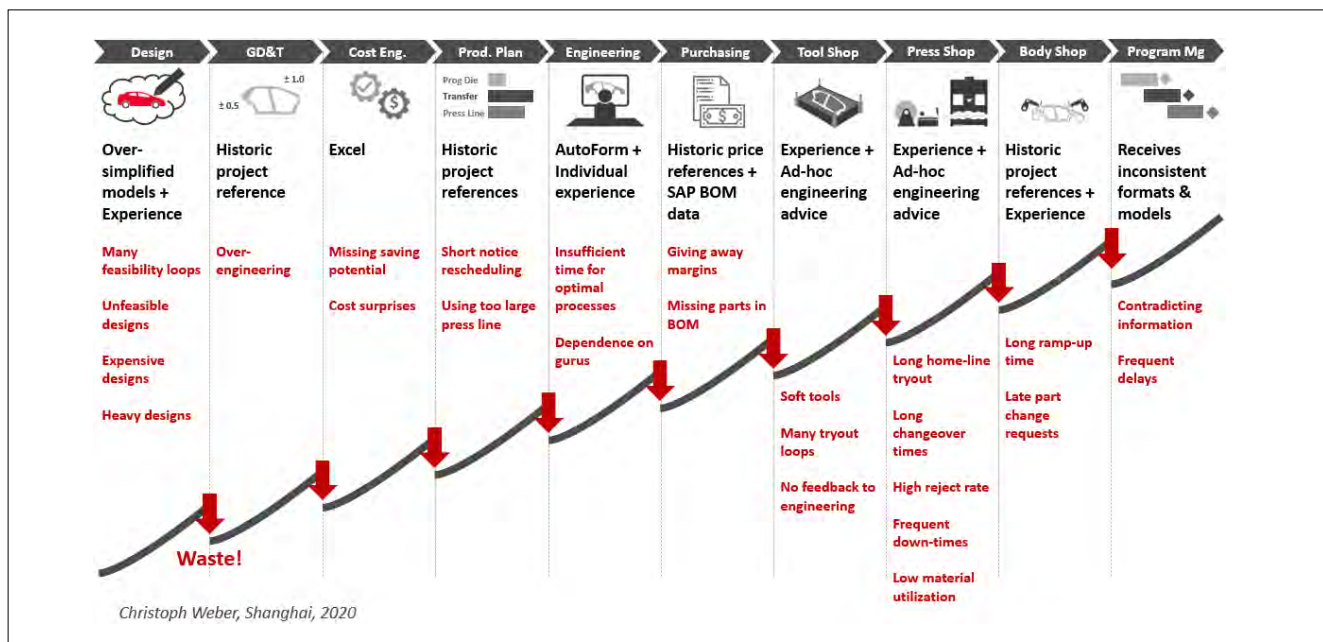 Design
GD&T
Cost Eng.
Prod. Plan
Engineering
Purchasing
Tool Shop
Press Shop
Body Shop
Program Mg
± 1.0
± 0.5
$
Prog Die
Transfer
Press Line
$
Over-
simplified
models +
Experience
Historic
project
reference
Excel
Historic
project
references
AutoForm +
Individual
experience
Historic price
references +
SAP BOM
data
Experience +
Ad-hoc
engineering
advice
Experience +
Ad-hoc
engineering
advice
Historic
project
references +
Experience
Receives
inconsistent
formats &
models
Many
feasibility loops
Unfeasible
designs
Expensive
designs
Heavy designs
Over-
engineering
Missing saving
potential
Cost surprises
Short notice
rescheduling
Using too large
press line
Insufficient
time for
optimal
processes
Dependence on
gurus
Giving away
margins
Missing parts in
BOM
Soft tools
Many tryout
loops
No feedback to
engineering
Long home-line
tryout
Long
changeover
times
High reject rate
Frequent
down-times
Low material
utilization
Long ramp-up
time
Late part
change
requests
Contradicting
information
Frequent
delays
Waste!
Christoph Weber, Shanghai, 2020